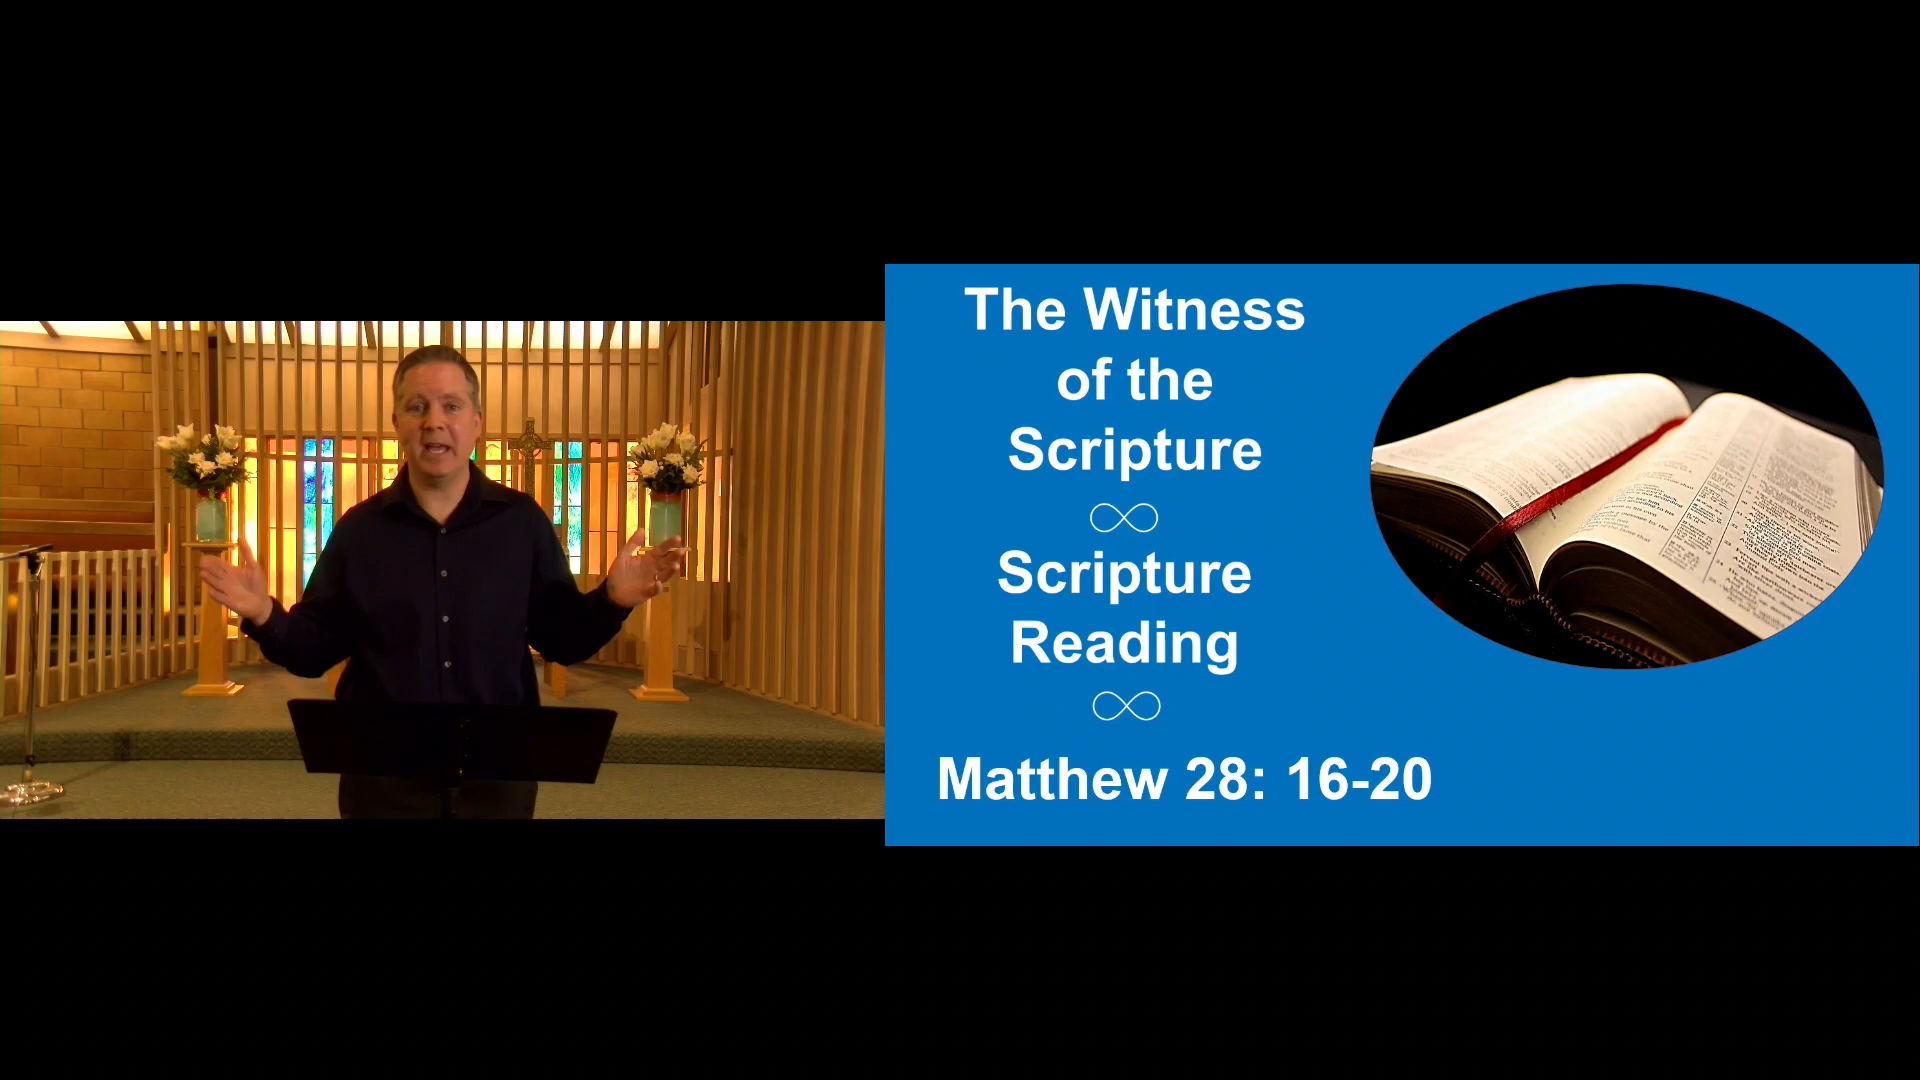 The Witness
of the
Scripture
Scripture
Reading
Matthew 28: 16-20